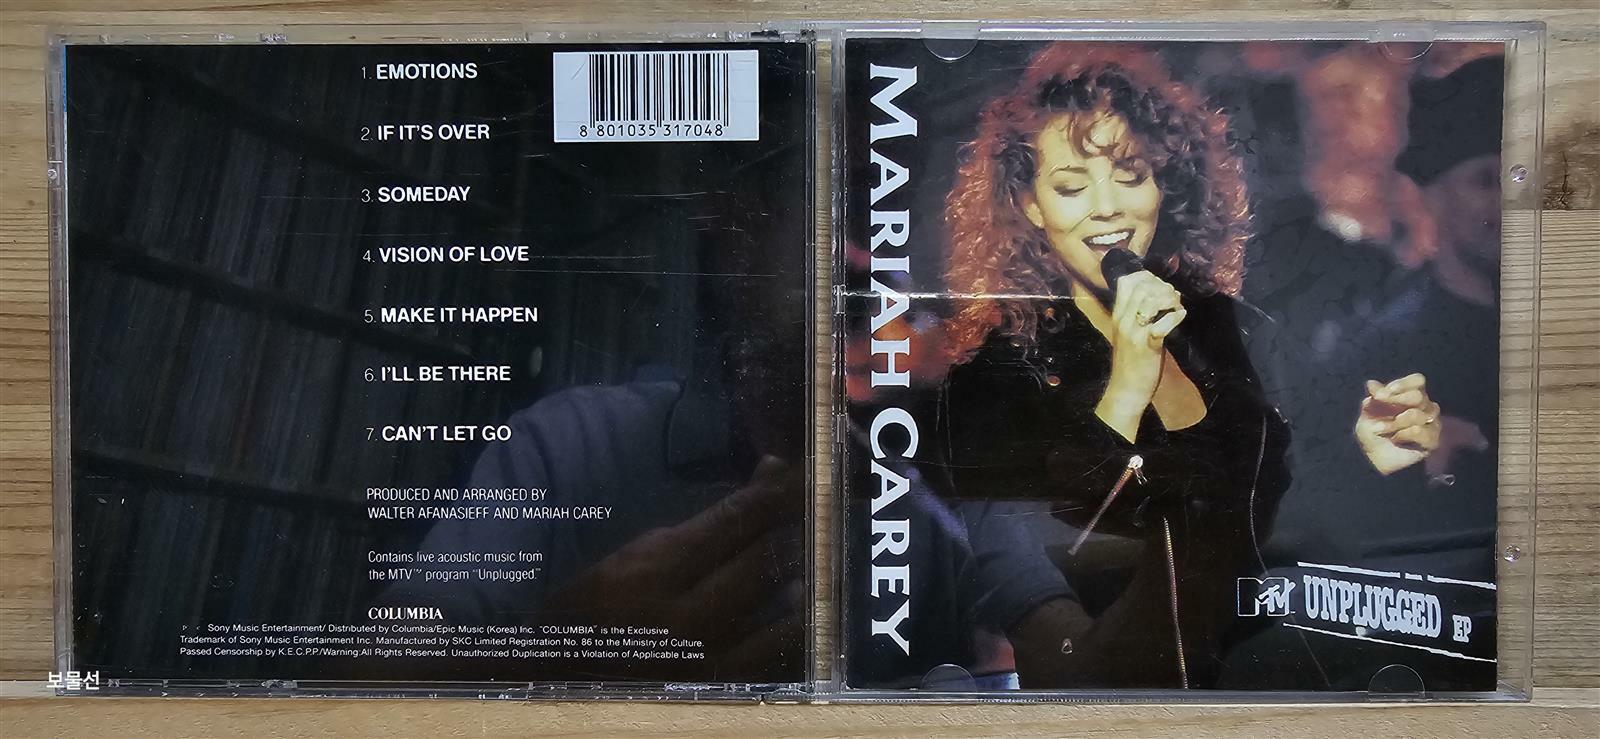 1. EMOTIONS
2. IF IT'S OVER
3. SOMEDAY
4. VISION OF LOVE
5. MAKE IT HAPPEN
6. I'LL BE THERE
7. CAN'T LET GO
8 801035 317048
PRODUCED AND ARRANGED BY
WALTER AFANASIEFF AND MARIAH CAREY
Contains live acoustic music from
the MTV™ program "Unplugged."
COLUMBIA
Sony Music Entertainment/ Distributed by Columbia/Epic Music (Korea) Inc. "COLUMBIA" is the Exclusive
Trademark of Sony Music Entertainment Inc. Manufactured by SKC Limited Registration No. 86 to the Ministry of Culture.
Passed Censorship by K.E.C.P.P/Warning:All Rights Reserved. Unauthorized Duplication is a Violation of Applicable Laws
보물선
MARIAH CAREY
MTV UNPLUGGED EP